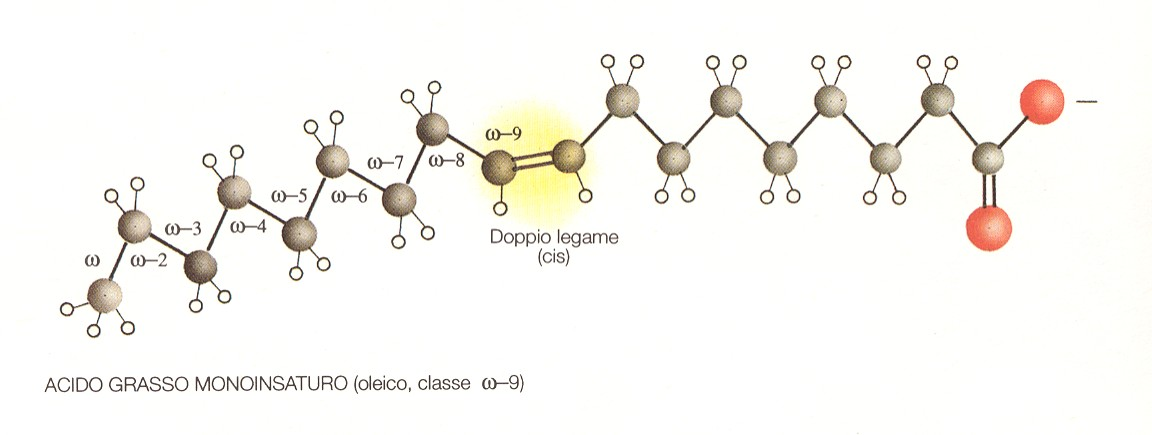 ω–9
ω–7
ω–8
ω–5
ω–6
ω–3
ω–4
ω
ω–2
Doppio legame
(cis)
–
ACIDO GRASSO MONOINSATURO (oleico, classe ω–9)